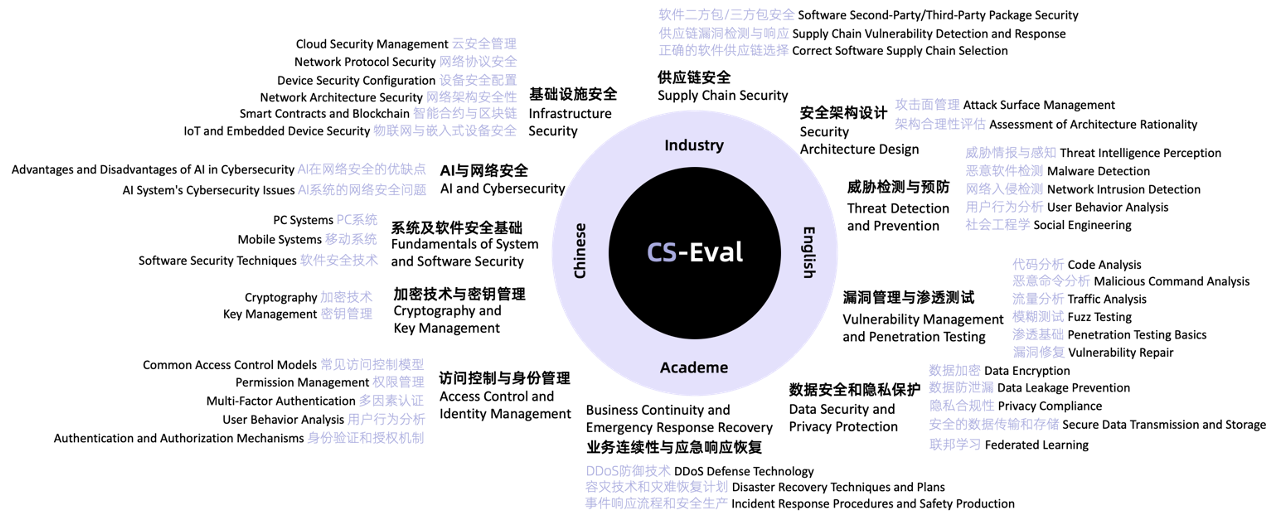 软件二方包/三方包安全 Software Second-Party/Third-Party Package Security
供应链漏洞检测与响应 Supply Chain Vulnerability Detection and Response
正确的软件供应链选择 Correct Software Supply Chain Selection
供应链安全
Supply Chain Security
Cloud Security Management 云安全管理
Network Protocol Security 网络协议安全
Device Security Configuration 设备安全配置
Network Architecture Security 网络架构安全性
Smart Contracts and Blockchain 智能合约与区块链
IoT and Embedded Device Security 物联网与嵌入式设备安全
基础设施安全
Infrastructure
Security
Advantages and Disadvantages of AI in Cybersecurity AI在网络安全的优缺点
AI System's Cybersecurity Issues AI系统的网络安全问题
AI与网络安全
AI and Cybersecurity
PC Systems PC系统
Mobile Systems 移动系统
Software Security Techniques 软件安全技术
系统及软件安全基础
Fundamentals of System
and Software Security
Cryptography 加密技术
Key Management 密钥管理
加密技术与密钥管理
Cryptography and
Key Management
Common Access Control Models 常见访问控制模型
Permission Management 权限管理
Multi-Factor Authentication 多因素认证
User Behavior Analysis 用户行为分析
Authentication and Authorization Mechanisms 身份验证和授权机制
访问控制与身份管理
Access Control and
Identity Management
Industry
Chinese
CS-Eval
English
Academe
安全架构设计
Security
Architecture Design
攻击面管理 Attack Surface Management
架构合理性评估 Assessment of Architecture Rationality
威胁检测与预防
Threat Detection
and Prevention
威胁情报与感知 Threat Intelligence Perception
恶意软件检测 Malware Detection
网络入侵检测 Network Intrusion Detection
用户行为分析 User Behavior Analysis
社会工程学 Social Engineering
漏洞管理与渗透测试
Vulnerability Management
and Penetration Testing
代码分析 Code Analysis
恶意命令分析 Malicious Command Analysis
流量分析 Traffic Analysis
模糊测试 Fuzz Testing
渗透基础 Penetration Testing Basics
漏洞修复 Vulnerability Repair
数据安全和隐私保护
Data Security and
Privacy Protection
数据加密 Data Encryption
数据防泄漏 Data Leakage Prevention
隐私合规性 Privacy Compliance
安全的数据传输和存储 Secure Data Transmission and Storage
联邦学习 Federated Learning
Business Continuity and
Emergency Response Recovery
业务连续性与应急响应恢复
DDoS防御技术 DDoS Defense Technology
容灾技术和灾难恢复计划 Disaster Recovery Techniques and Plans
事件响应流程和安全生产 Incident Response Procedures and Safety Production